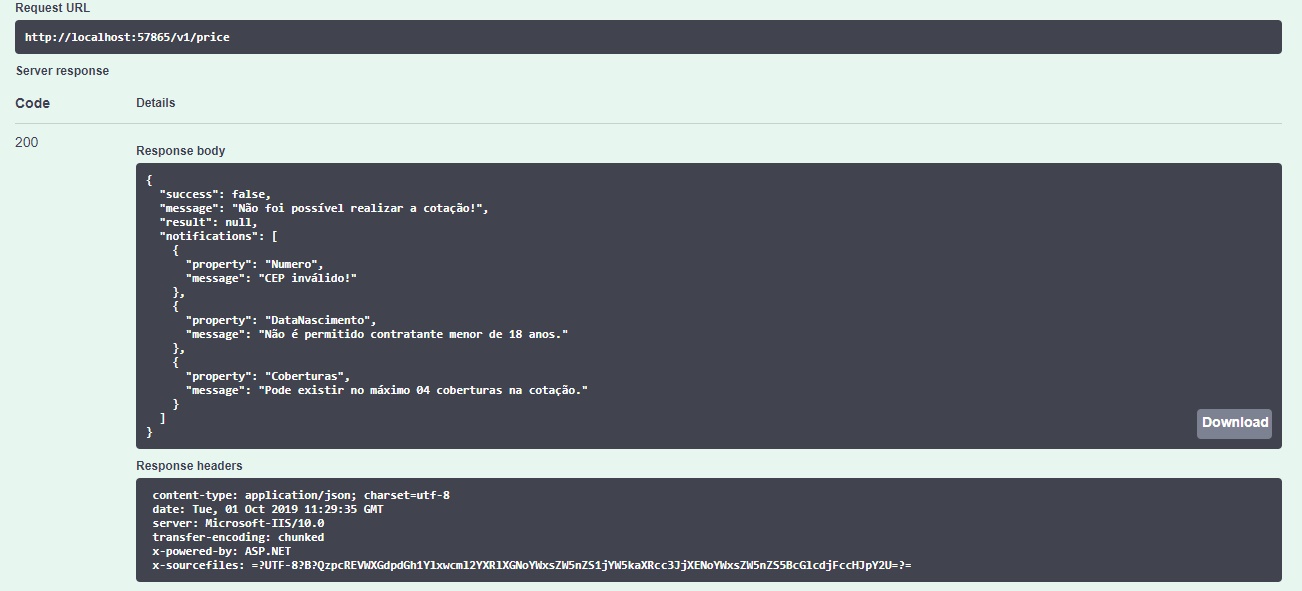 Request URL
http://localhost:57865/v1/price
Server response
Code Details
200
Response body
{
"success": false,
"message": "Não foi possível realizar a cotação!",
"result": null,
"notifications": [
{
"property": "Numero",
"message": "CEP inválido!"
},
{
"property": "DataNascimento",
"message": "Não é permitido contratante menor de 18 anos."
},
{
"property": "Coberturas",
"message": "Pode existir no máximo 04 coberturas na cotação."
}
]
}
Download
Response headers
content-type: application/json; charset=utf-8
date: Tue, 01 Oct 2019 11:29:35 GMT
server: Microsoft-IIS/10.0
transfer-encoding: chunked
x-powered-by: ASP.NET
x-sourcefiles: